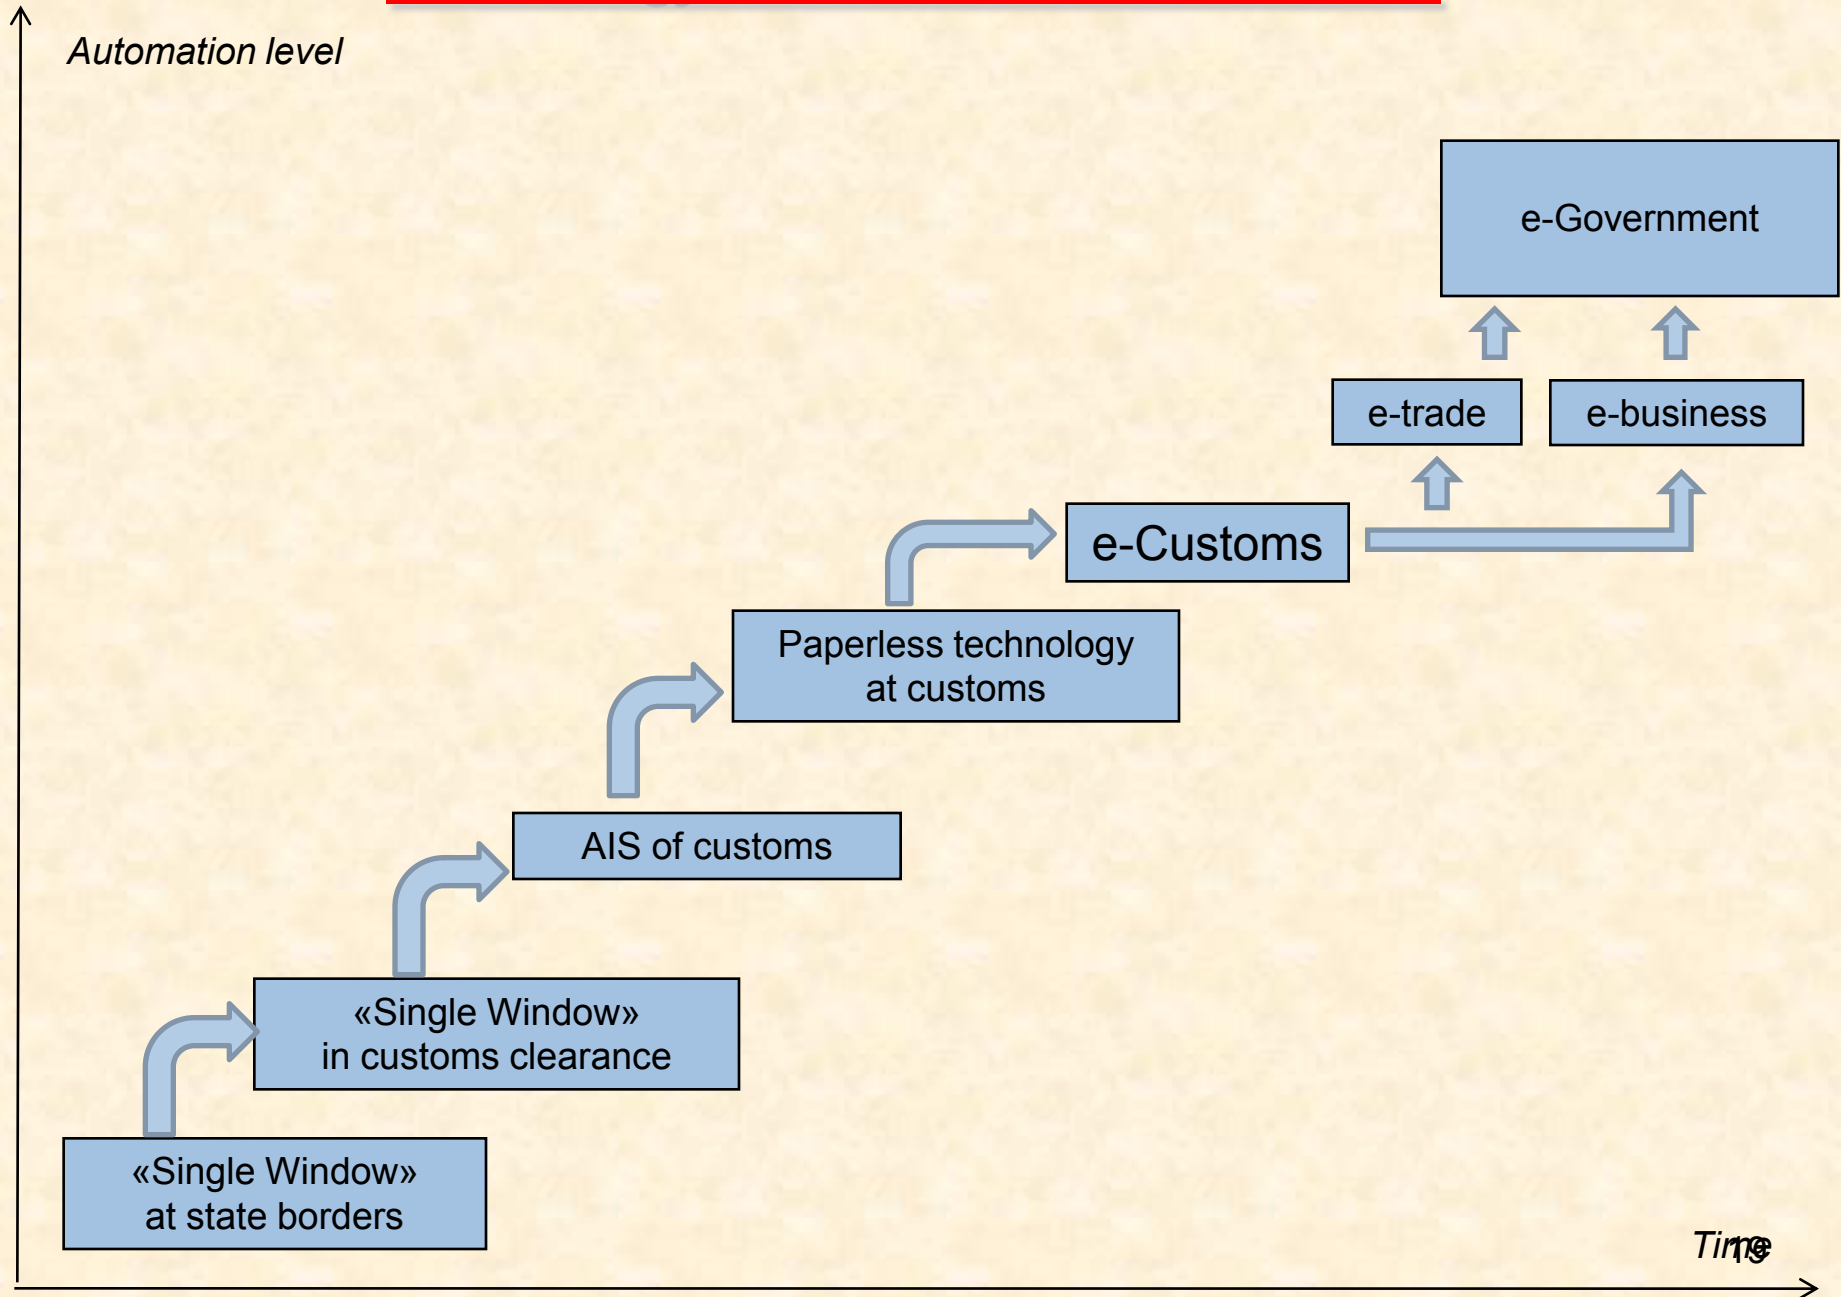 Automation level
e-Government
e-trade
e-business
e-Customs
Paperless technology
at customs
AIS of customs
«Single Window»
in customs clearance
«Single Window»
at state borders
Time
19